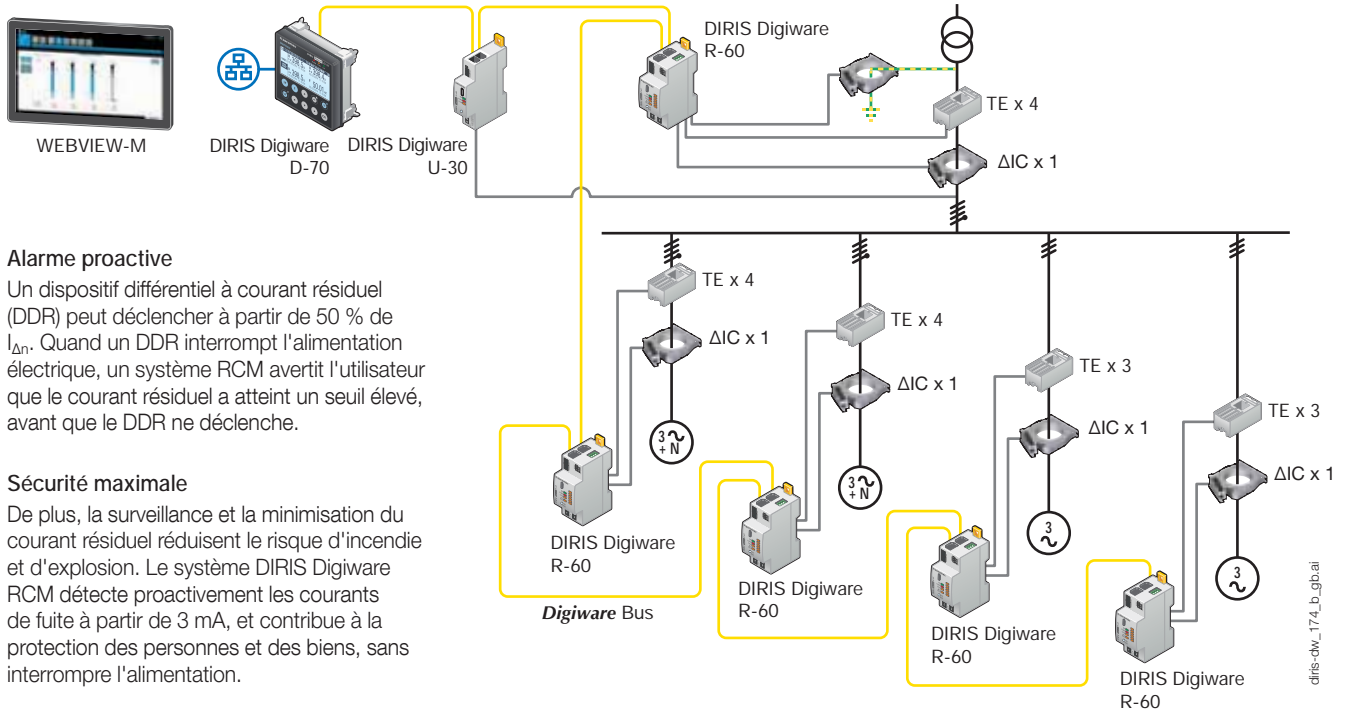 WEBVIEW-M
DIRIS Digiware
D-70
DIRIS Digiware
U-30
DIRIS Digiware
R-60
TE x 4
ΔIC x 1
Alarme proactive
Un dispositif différentiel à courant résiduel
(DDR) peut déclencher à partir de 50 % de
IΔn. Quand un DDR interrompt l'alimentation
électrique, un système RCM avertit l'utilisateur
que le courant résiduel a atteint un seuil élevé,
avant que le DDR ne déclenche.
Sécurité maximale
De plus, la surveillance et la minimisation du
courant résiduel réduisent le risque d'incendie
et d'explosion. Le système DIRIS Digiware
RCM détecte proactivement les courants
de fuite à partir de 3 mA, et contribue à la
protection des personnes et des biens, sans
interrompre l'alimentation.
TE x 4
ΔIC x 1
3
+ N
DIRIS Digiware
R-60
Digiware Bus
TE x 4
ΔIC x 1
3
+ N
DIRIS Digiware
R-60
TE x 3
ΔIC x 1
3
DIRIS Digiware
R-60
TE x 3
ΔIC x 1
3
DIRIS Digiware
R-60
diris-dw_174_b_gb.ai